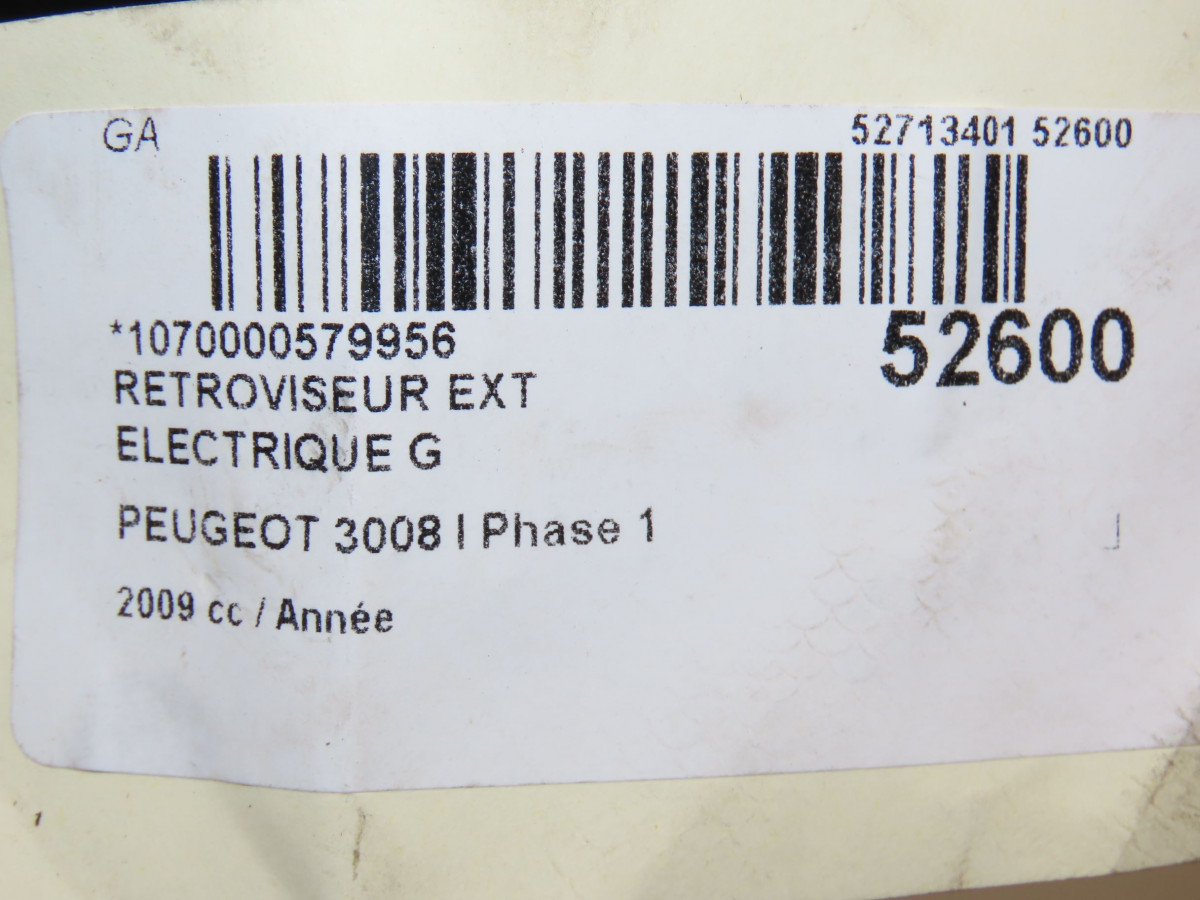 GA 52713401 52600
*1070000579956
52600
RETROVISEUR EXT
ELECTRIQUE G
PEUGEOT 3008 I Phase 1
2009 cc / Année